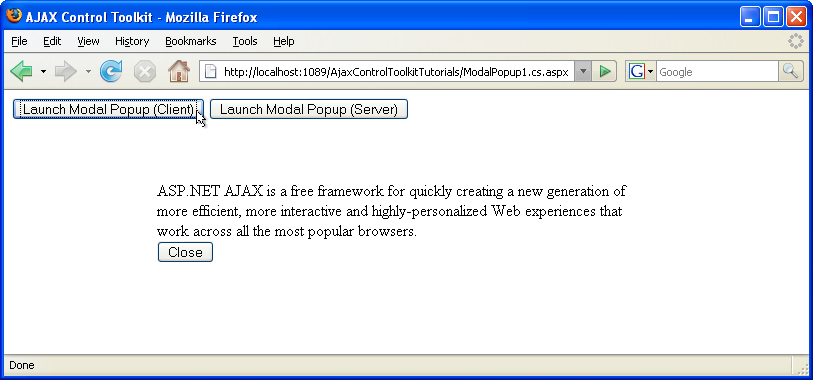 AJAX Control Toolkit - Mozilla Firefox
File Edit View History Bookmarks Tools Help
http://localhost:1089/AjaxControlToolkitTutorials/ModalPopup1.cs.aspx G Google
Launch Modal Popup (Client) Launch Modal Popup (Server)
ASP.NET AJAX is a free framework for quickly creating a new generation of
more efficient, more interactive and highly-personalized Web experiences that
work across all the most popular browsers.
Close
Done